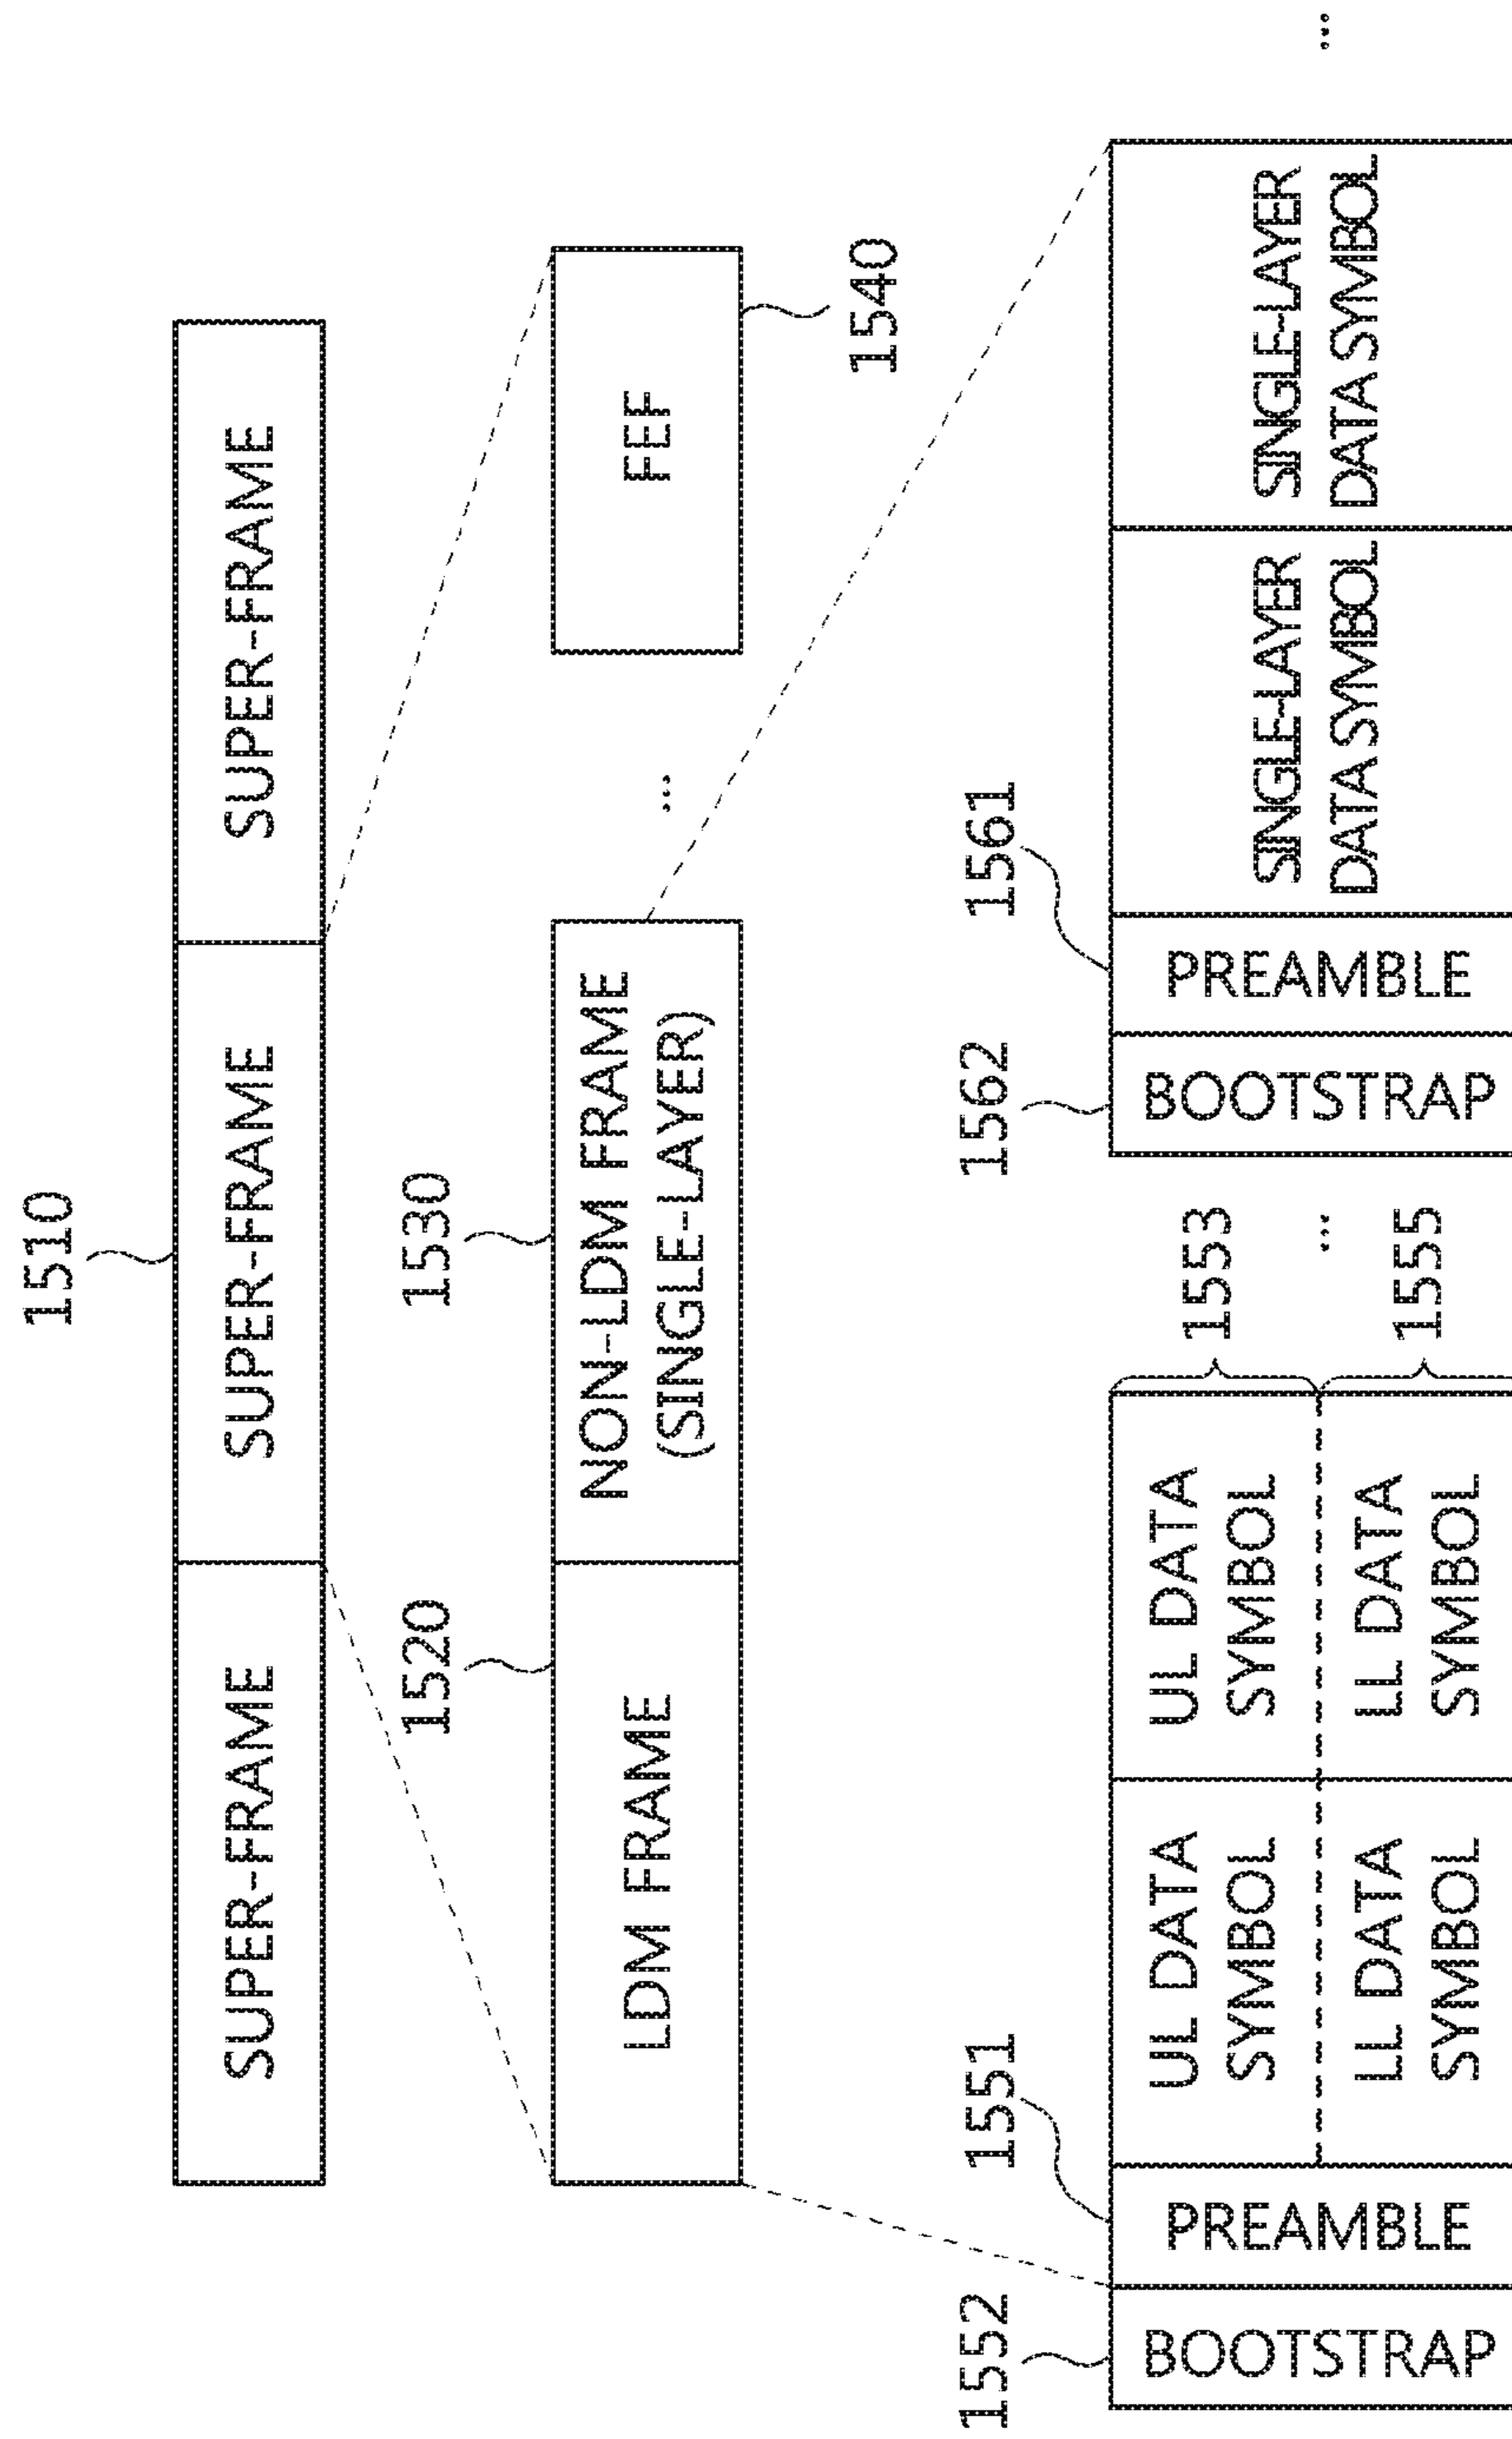 1510
SUPER-FRAME
SUPER-FRAME
SUPER-FRAME
1520
1530
LDM FRAME
NON-LDM FRAME
(SINGLE-LAYER)
...
FEF
1540
1552
1551
1562
1561
BOOTSTRAP
PREAMBLE
UL DATA
SYMBOL
UL DATA
SYMBOL
1553
LL DATA
SYMBOL
LL DATA
SYMBOL
1555
...
BOOTSTRAP
PREAMBLE
SINGLE-LAYER
DATA SYMBOL
SINGLE-LAYER
DATA SYMBOL
...